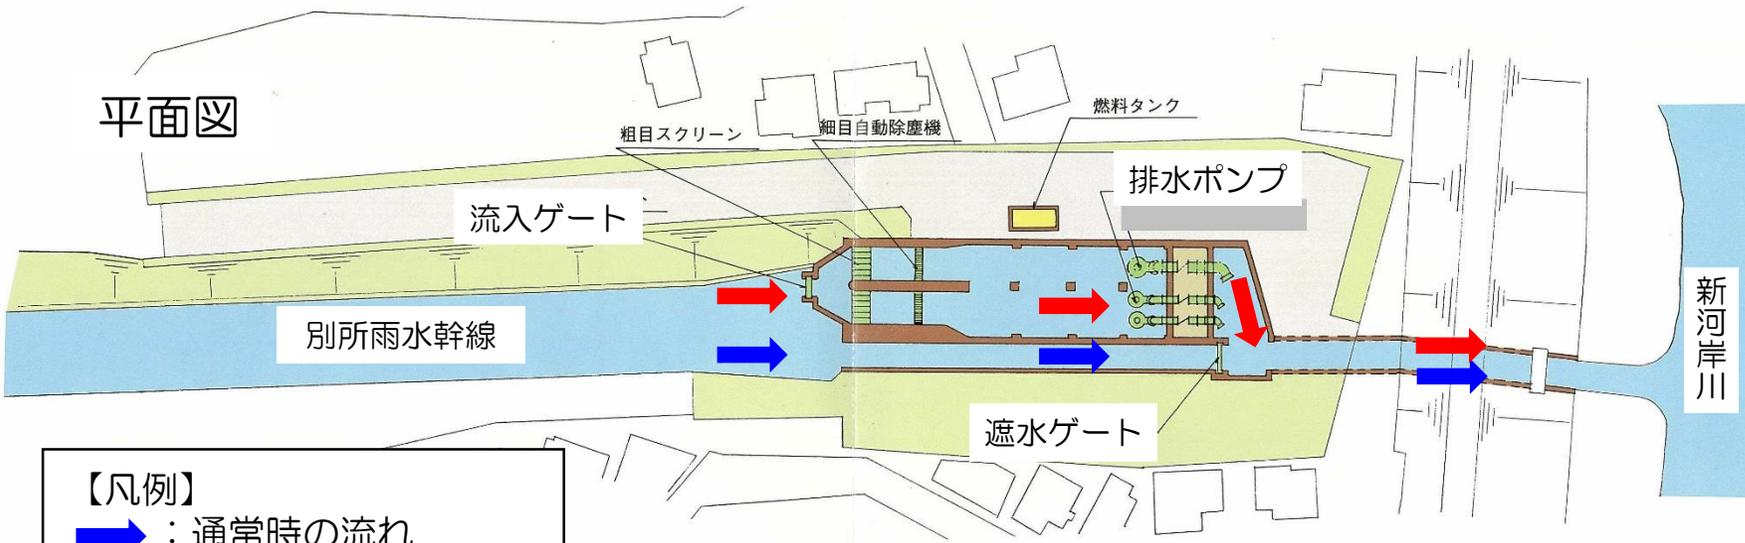 平面図
粗目スクリーン
細目自動除塵機
燃料タンク
排水ポンプ
流入ゲート
別所雨水幹線
遮水ゲート
新河岸川
【凡例】
：通常時の流れ